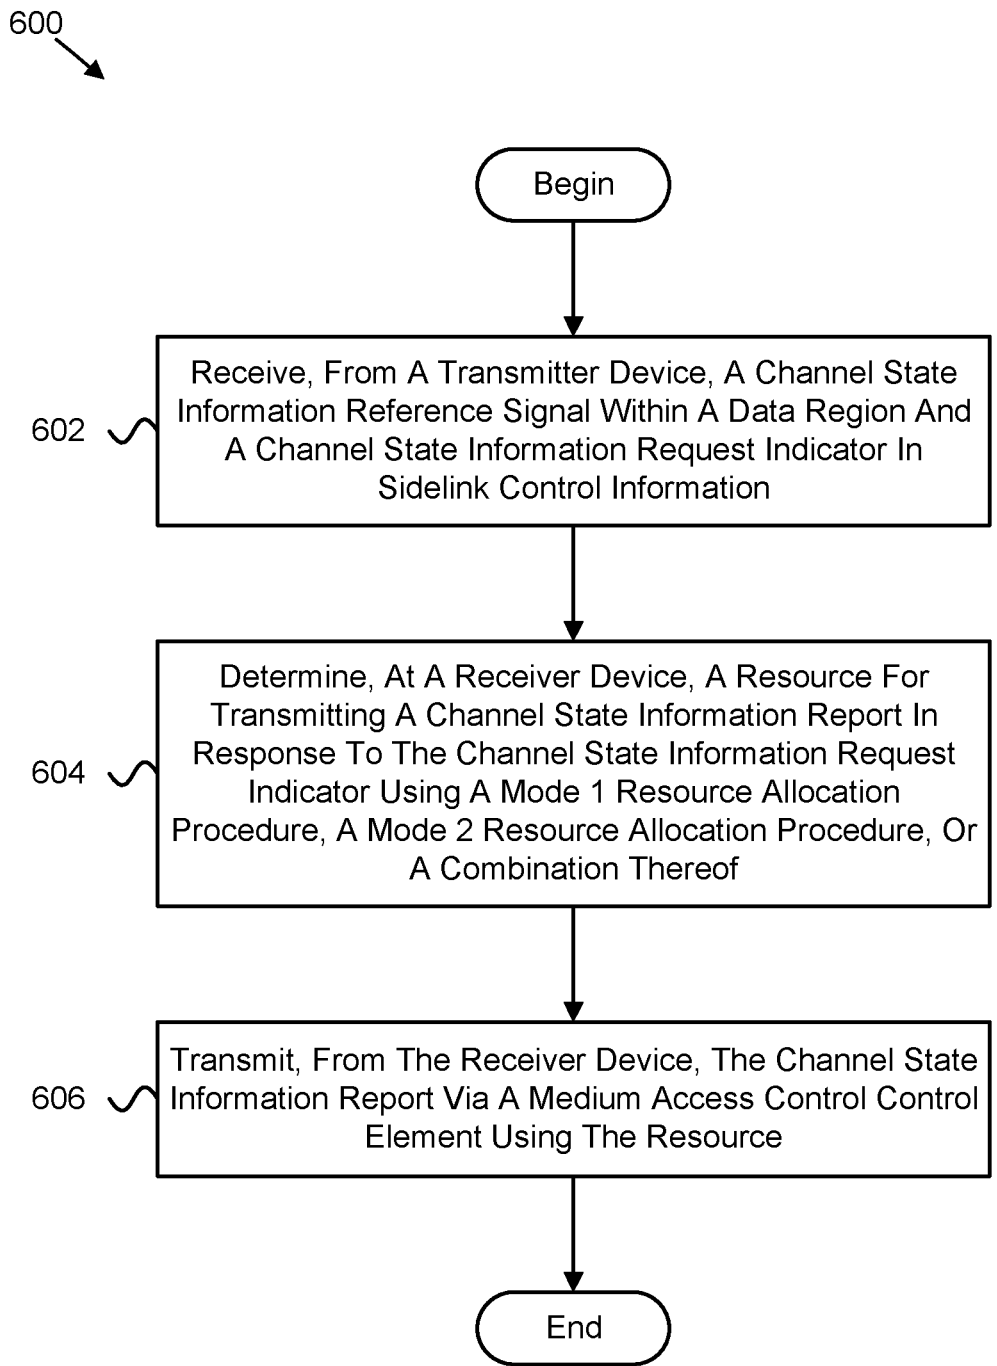 600
Begin
Receive, From A Transmitter Device, A Channel State
Information Reference Signal Within A Data Region And
A Channel State Information Request Indicator In
Sidelink Control Information
602
Determine, At A Receiver Device, A Resource For
Transmitting A Channel State Information Report In
Response To The Channel State Information Request
Indicator Using A Mode 1 Resource Allocation
Procedure, A Mode 2 Resource Allocation Procedure, Or
A Combination Thereof
604
Transmit, From The Receiver Device, The Channel State
Information Report Via A Medium Access Control Control
Element Using The Resource
606
End